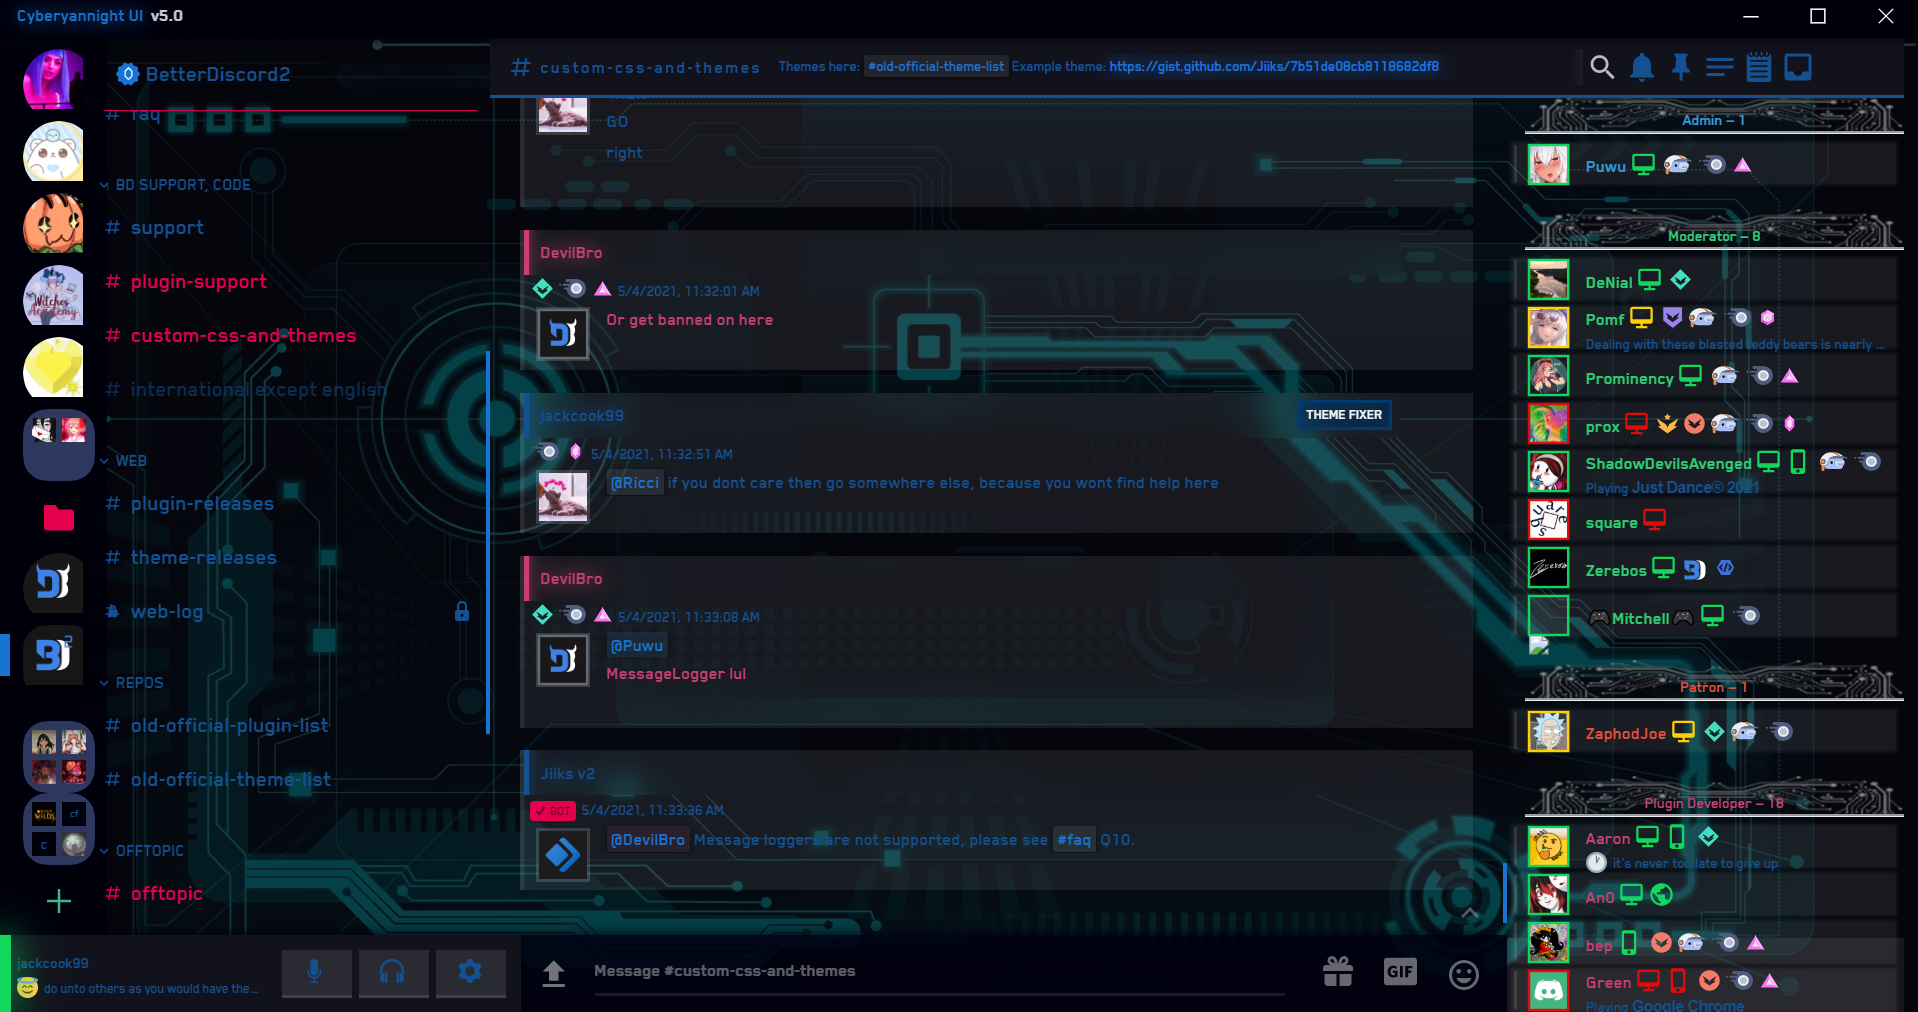 Cyberyannight UI v5.0
BetterDiscord2
# faq
BD SUPPORT, CODE
# support
# plugin-support
# custom-css-and-themes
# international except english
WEB
# plugin-releases
# theme-releases
web-log
REPOS
# old-official-plugin-list
# old-official-theme-list
OFFTOPIC
# offtopic
Witches Academy
OUTER WILDS
cf
c
jackcook99
do unto others as you would have the...
# custom-css-and-themes
Themes here: #old-official-theme-list Example theme: https://gist.github.com/Jiiks/7b51de08cb8118682df8
GO
right
DevilBro
5/4/2021, 11:32:01 AM
Or get banned on here
jackcook99
THEME FIXER
5/4/2021, 11:32:51 AM
@Ricci if you dont care then go somewhere else, because you wont find help here
DevilBro
5/4/2021, 11:33:08 AM
@Puwu
MessageLogger lul
Jiiks v2
BOT 5/4/2021, 11:33:36 AM
@DevilBro Message loggers are not supported, please see #faq Q10.
Message #custom-css-and-themes
GIF
Admin – 1
Puwu
Moderator – 8
DeNial
Pomf
Dealing with these blasted teddy bears is nearly ...
Prominency
prox
ShadowDevilsAvenged
Playing Just Dance® 2021
square
Zerebos
Mitchell
Patron – 1
ZaphodJoe
Plugin Developer – 18
Aaron
it's never too late to give up
An0
bep
Green
Playing Google Chrome